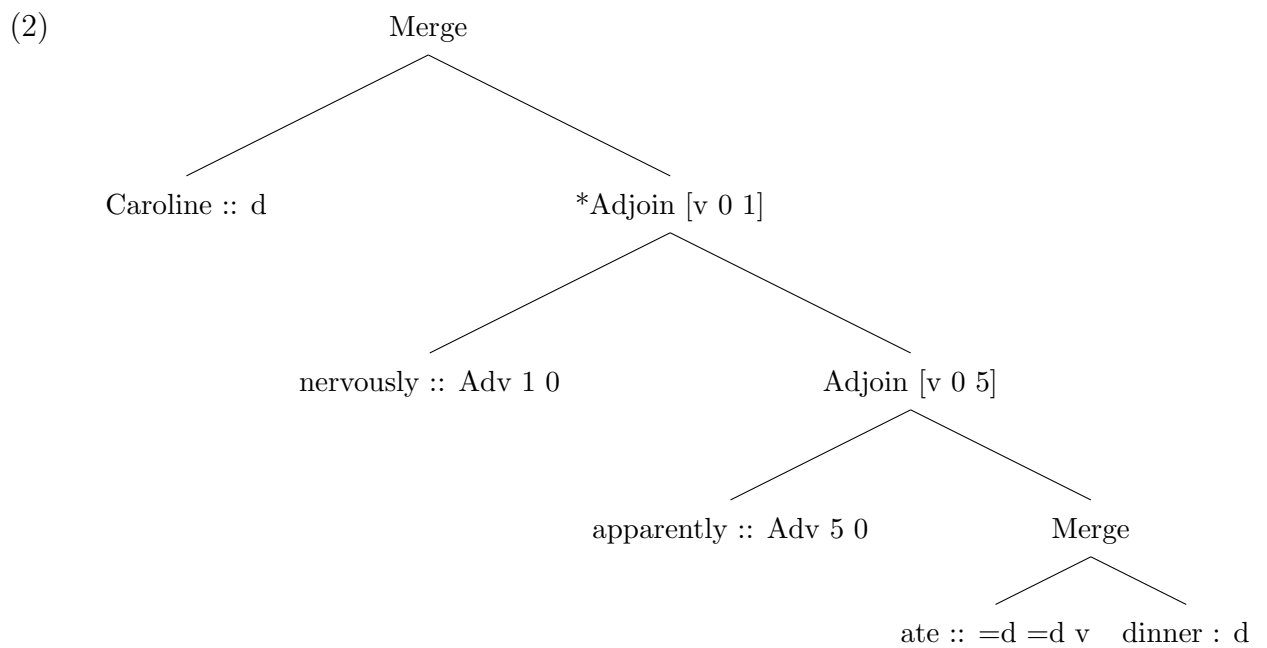 (2)
Merge
Caroline :: d
*Adjoin [v 0 1]
nervously :: Adv 1 0
Adjoin [v 0 5]
apparently :: Adv 5 0
Merge
ate :: =d =d v
dinner : d